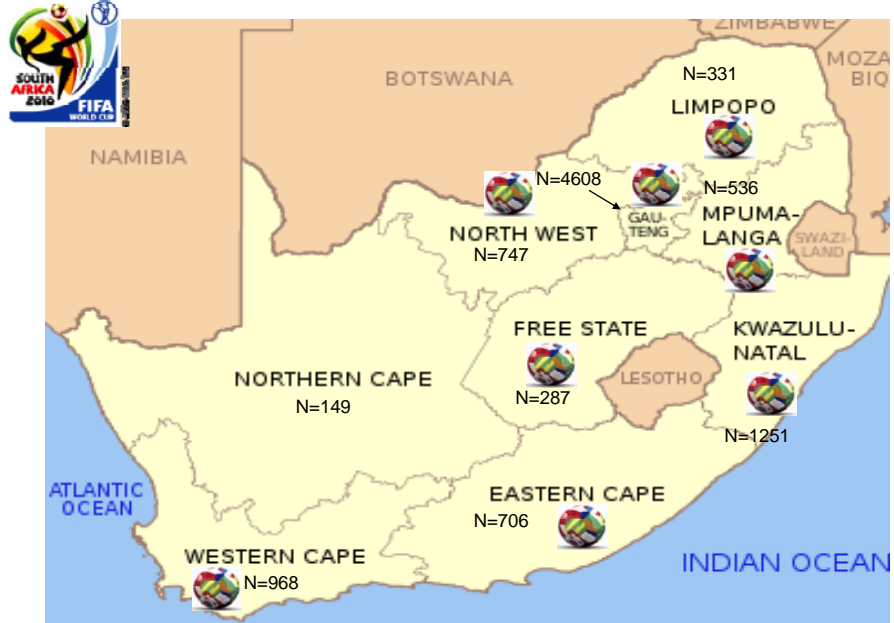 SOUTH
AFRICA
2010
FIFA
WORLD CUP
ZIMBABWE
MOZA
BIQ
BOTSWANA
N=331
LIMPOPO
NAMIBIA
N=4608
N=536
GAU-
TENG
MPUMA-
LANGA
SWAZI-
LAND
NORTH WEST
N=747
FREE STATE
KWAZULU-
NATAL
NORTHERN CAPE
LESOTHO
N=149
N=287
N=1251
ATLANTIC
OCEAN
EASTERN CAPE
N=706
WESTERN CAPE
N=968
INDIAN OCEAN